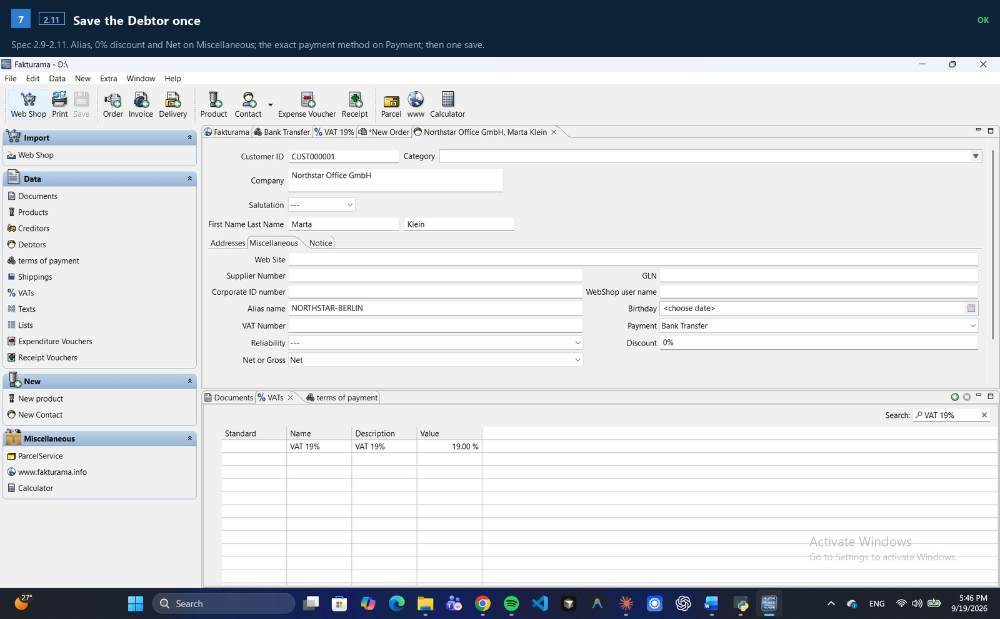 7 2.11 Save the Debtor once OK
Spec 2.9-2.11. Alias, 0% discount and Net on Miscellaneous; the exact payment method on Payment; then one save.
Fakturama - D:\
File Edit Data New Extra Window Help
Web Shop Print Save Order Invoice Delivery Product Contact Expense Voucher Receipt Parcel www Calculator
Import
Web Shop
Data
Documents
Products
Creditors
Debtors
terms of payment
Shippings
VATs
Texts
Lists
Expenditure Vouchers
Receipt Vouchers
New
New product
New Contact
Miscellaneous
ParcelService
www.fakturama.info
Calculator
Fakturama Bank Transfer VAT 19% *New Order Northstar Office GmbH, Marta Klein
Customer ID CUST000001 Category
Company Northstar Office GmbH
Salutation ---
First Name Last Name Marta Klein
Addresses Miscellaneous Notice
Web Site
Supplier Number GLN
Corporate ID number WebShop user name
Alias name NORTHSTAR-BERLIN Birthday <choose date>
VAT Number Payment Bank Transfer
Reliability --- Discount 0%
Net or Gross Net
Documents VATs terms of payment
Search: VAT 19%
Standard Name Description Value
VAT 19% VAT 19% 19.00 %
Activate Windows
Go to Settings to activate Windows.
27° Search ENG 5:46 PM
9/19/2026